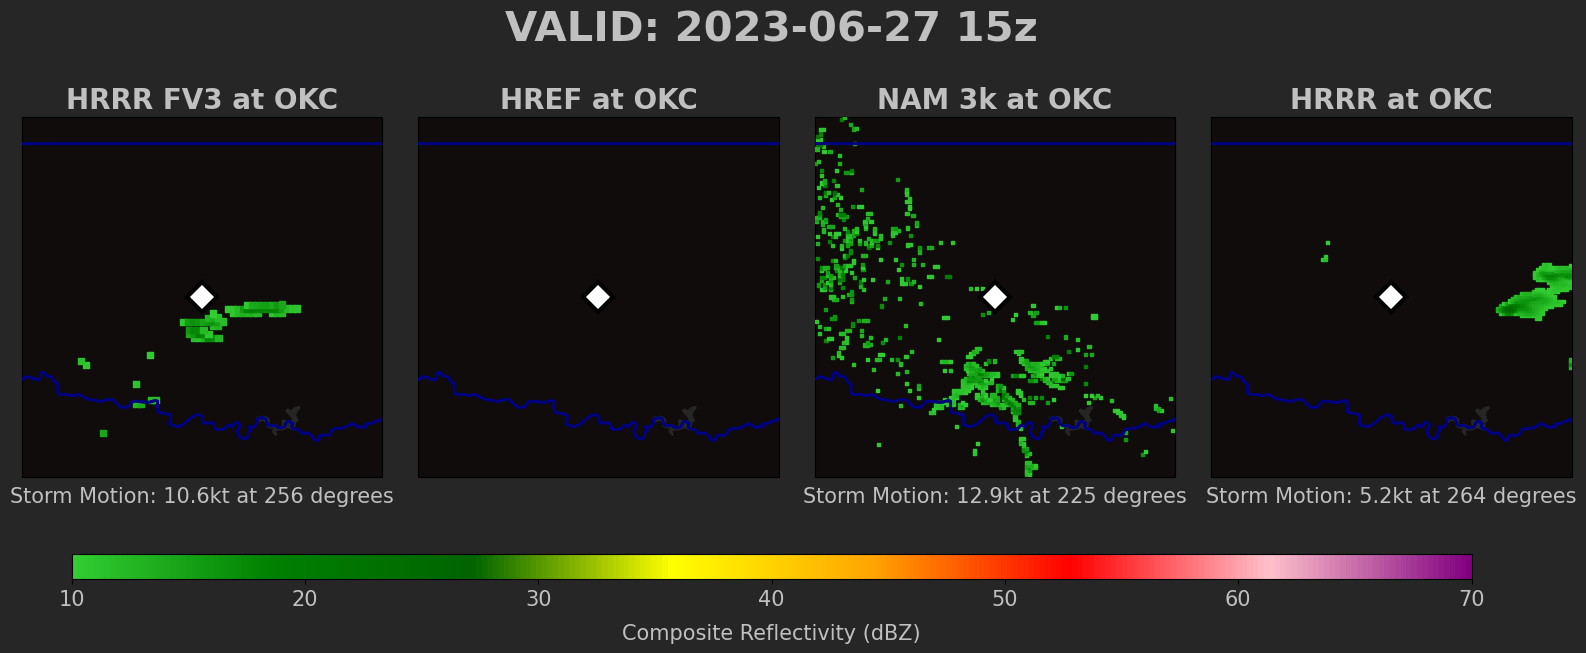 VALID: 2023-06-27 15z
HRRR FV3 at OKC
HREF at OKC
NAM 3k at OKC
HRRR at OKC
Storm Motion: 10.6kt at 256 degrees
Storm Motion: 12.9kt at 225 degrees
Storm Motion: 5.2kt at 264 degrees
10 20 30 40 50 60 70
Composite Reflectivity (dBZ)